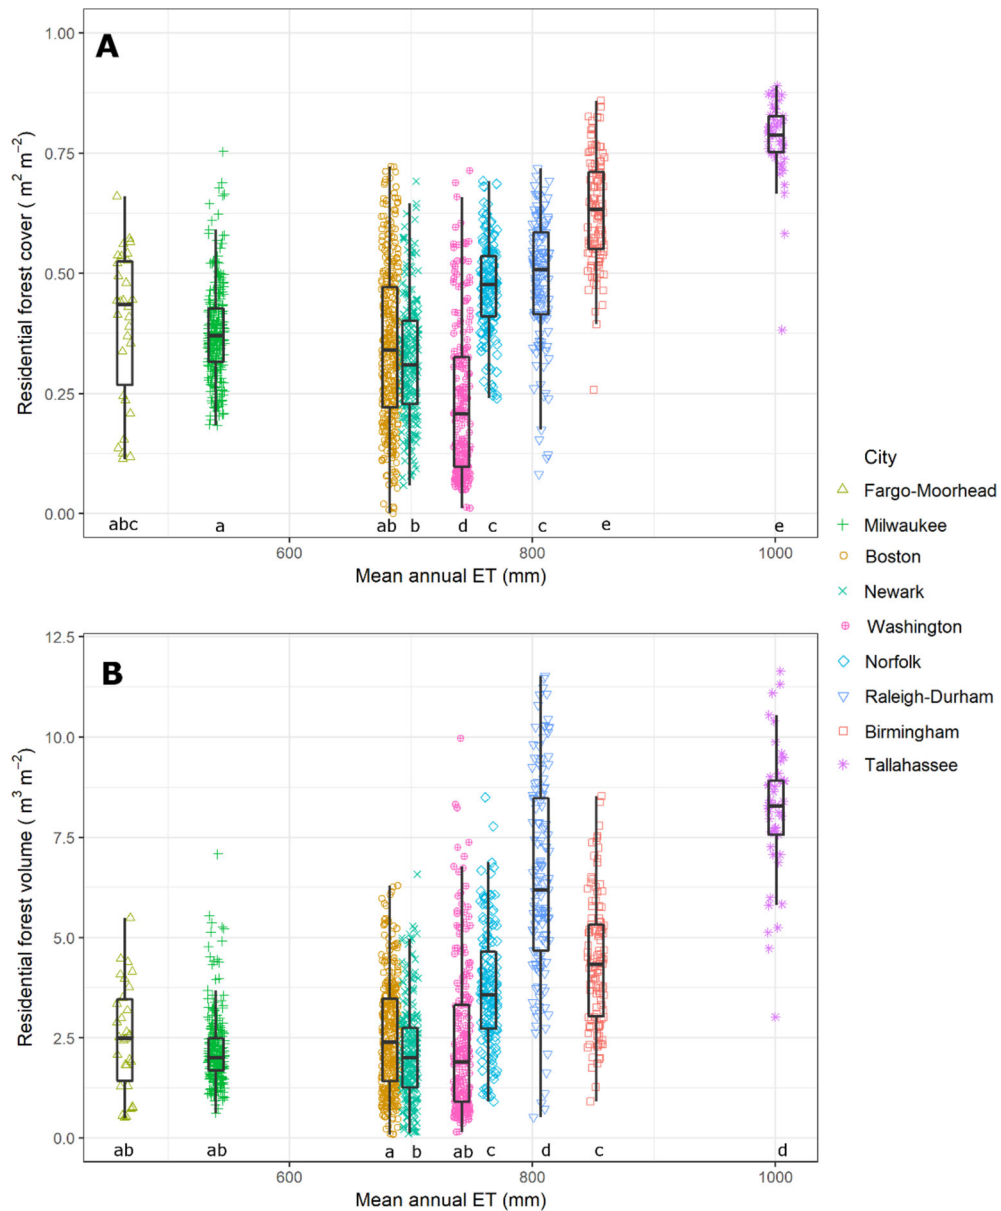 A
1.00
0.75
0.50
0.25
0.00
Residential forest cover ( m² m⁻²)
abc a ab b d c c e e
600 800 1000
Mean annual ET (mm)
City
Fargo-Moorhead
Milwaukee
Boston
Newark
Washington
Norfolk
Raleigh-Durham
Birmingham
Tallahassee
B
12.5
10.0
7.5
5.0
2.5
0.0
Residential forest volume ( m³ m⁻²)
ab ab a b ab c d c d
600 800 1000
Mean annual ET (mm)